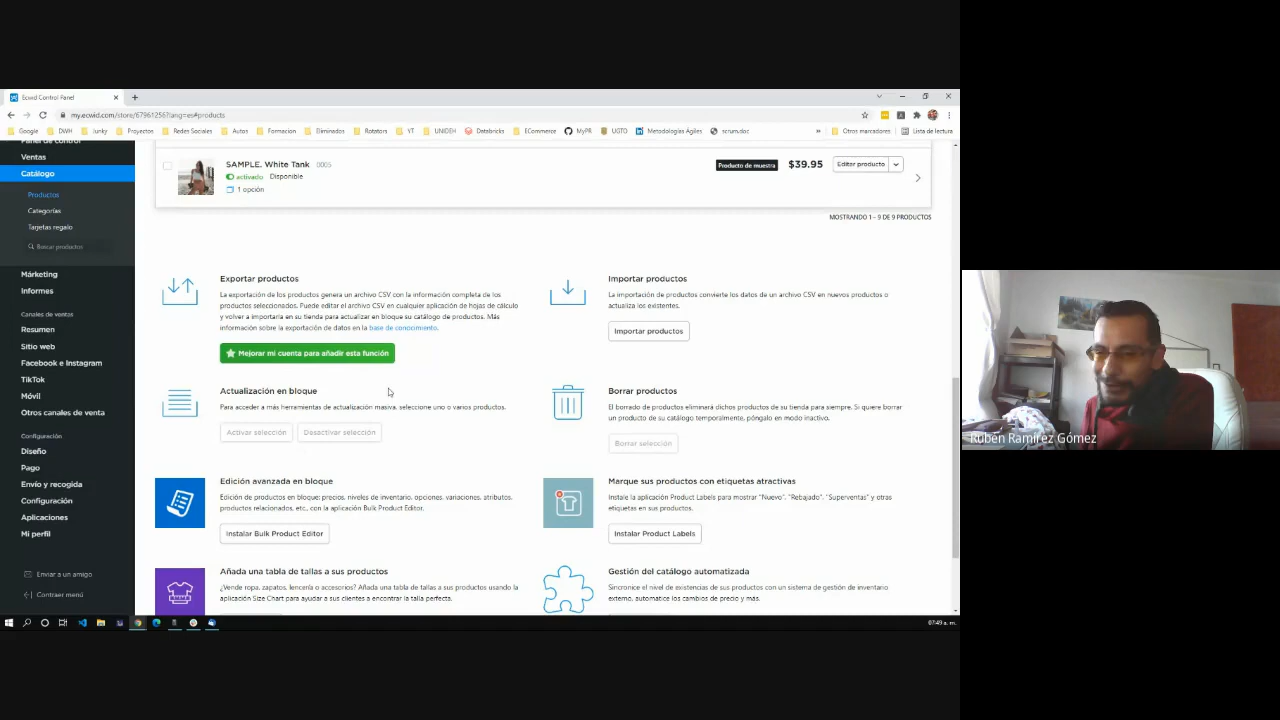 Ecwid Control Panel
my.ecwid.com/store/67961256?lang=es#products
Google DWH Junky Proyectos Redes Sociales Autos Formacion Eliminados Rotators YT UNIDEH Databricks ECommerce MyPR UGTO Metodologías Ágiles scrum.doc » Otros marcadores Lista de lectura
Panel de control
Ventas
Catálogo
Productos
Categorías
Tarjetas regalo
Buscar productos
Márketing
Informes
Canales de ventas
Resumen
Sitio web
Facebook e Instagram
TikTok
Móvil
Otros canales de venta
Configuración
Diseño
Pago
Envío y recogida
Configuración
Aplicaciones
Mi perfil
Enviar a un amigo
Contraer menú
SAMPLE. White Tank 0005
activado Disponible
1 opción
Producto de muestra $39.95 Editar producto
MOSTRANDO 1 - 9 DE 9 PRODUCTOS
Exportar productos
La exportación de los productos genera un archivo CSV con la información completa de los
productos seleccionados. Puede editar el archivo CSV en cualquier aplicación de hojas de cálculo
y volver a importarla en su tienda para actualizar en bloque su catálogo de productos. Más
información sobre la exportación de datos en la base de conocimiento.
Mejorar mi cuenta para añadir esta función
Importar productos
La importación de productos convierte los datos de un archivo CSV en nuevos productos o
actualiza los existentes.
Importar productos
Actualización en bloque
Para acceder a más herramientas de actualización masiva, seleccione uno o varios productos.
Activar selección Desactivar selección
Borrar productos
El borrado de productos eliminará dichos productos de su tienda para siempre. Si quiere borrar
un producto de su catálogo temporalmente, póngalo en modo inactivo.
Borrar selección
Edición avanzada en bloque
Edición de productos en bloque: precios, niveles de inventario, opciones, variaciones, atributos,
productos relacionados, etc., con la aplicación Bulk Product Editor.
Instalar Bulk Product Editor
Marque sus productos con etiquetas atractivas
Instale la aplicación Product Labels para mostrar "Nuevo", "Rebajado", "Superventas" y otras
etiquetas en sus productos.
Instalar Product Labels
Añada una tabla de tallas a sus productos
¿Vende ropa, zapatos, lencería o accesorios? Añada una tabla de tallas a sus productos usando la
aplicación Size Chart para ayudar a sus clientes a encontrar la talla perfecta.
Gestión del catálogo automatizada
Sincronice el nivel de existencias de sus productos con un sistema de gestión de inventario
externo, automatice los cambios de precio y más.
07:49 a. m.
Rubén Ramírez Gómez